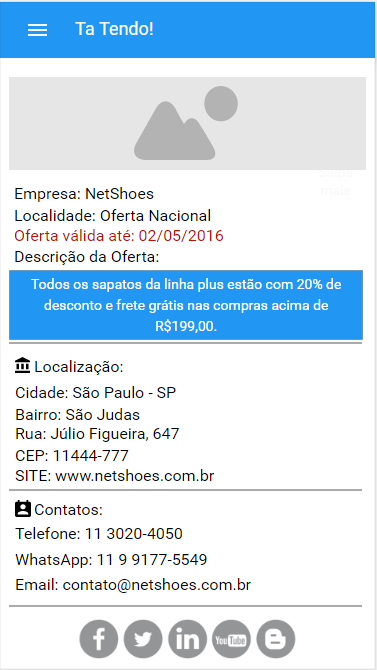 Ta Tendo!
Empresa: NetShoes
Localidade: Oferta Nacional
Oferta válida até: 02/05/2016
Descrição da Oferta:
Todos os sapatos da linha plus estão com 20% de
desconto e frete grátis nas compras acima de
R$199,00.
Localização:
Cidade: São Paulo - SP
Bairro: São Judas
Rua: Júlio Figueira, 647
CEP: 11444-777
SITE: www.netshoes.com.br
Contatos:
Telefone: 11 3020-4050
WhatsApp: 11 9 9177-5549
Email: contato@netshoes.com.br
YouTube